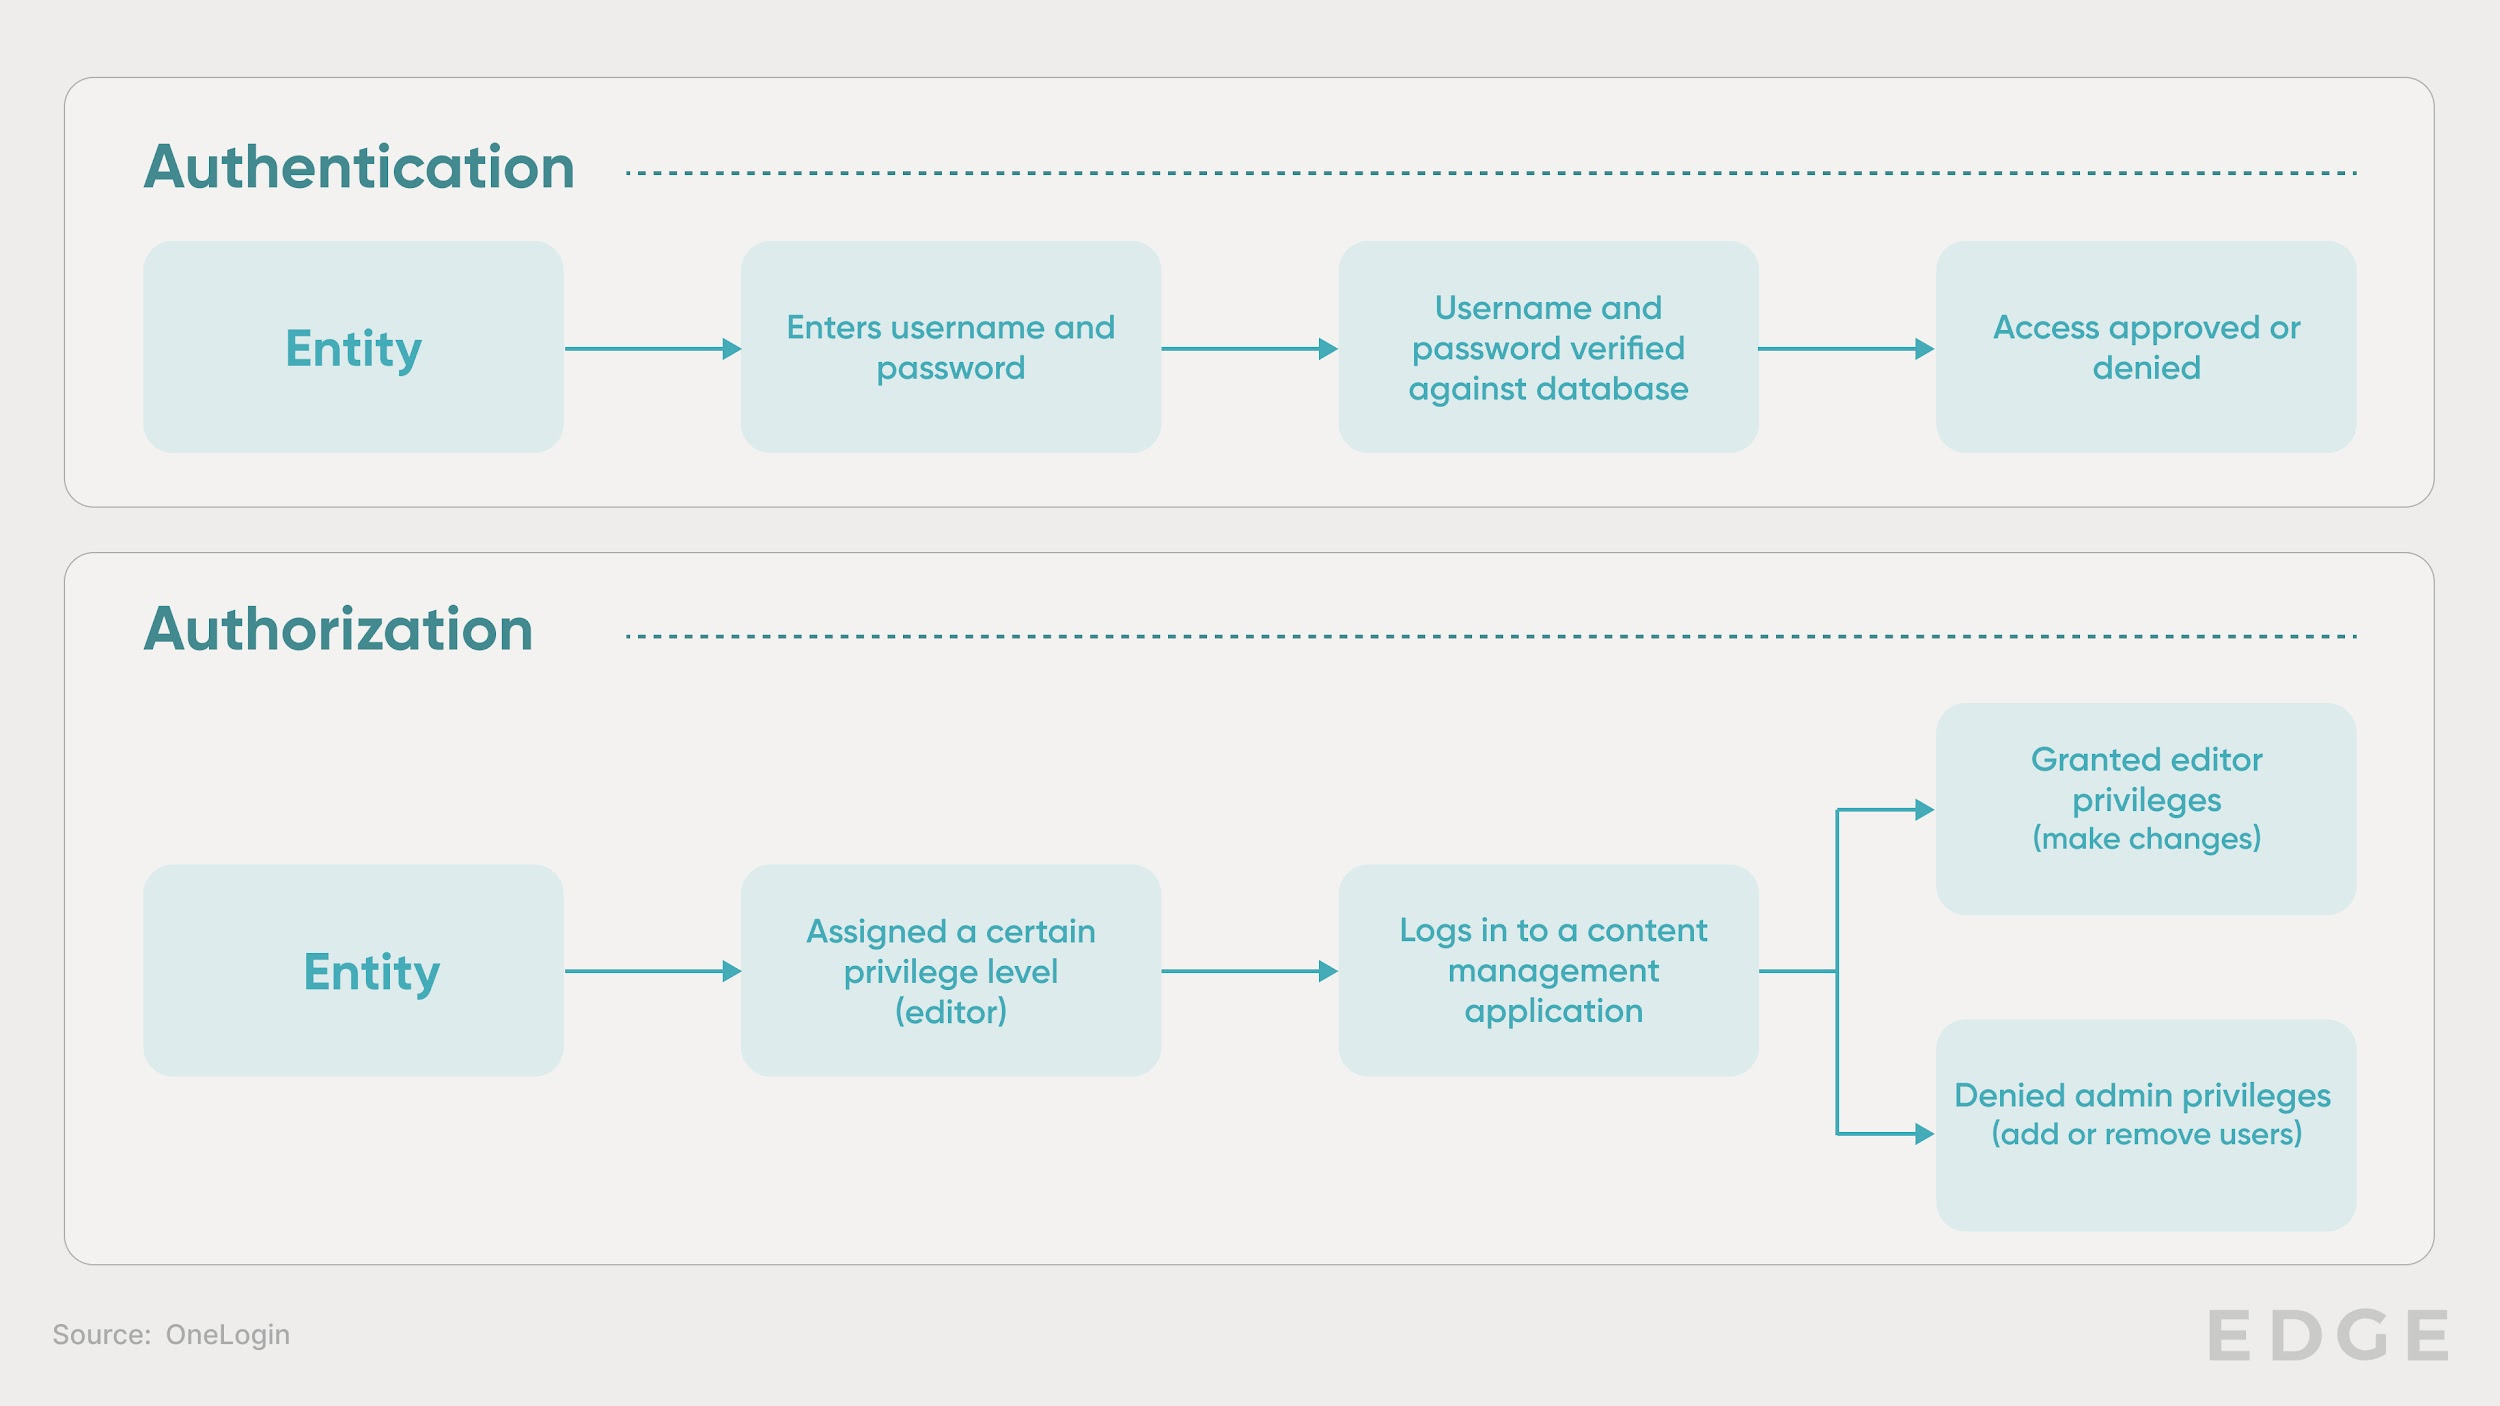 Authentication
Entity
Enters username and
password
Username and
password verified
against database
Access approved or
denied
Authorization
Entity
Assigned a certain
privilege level
(editor)
Logs in to a content
management
application
Granted editor
privileges
(make changes)
Denied admin privileges
(add or remove users)
Source: OneLogin
EDGE